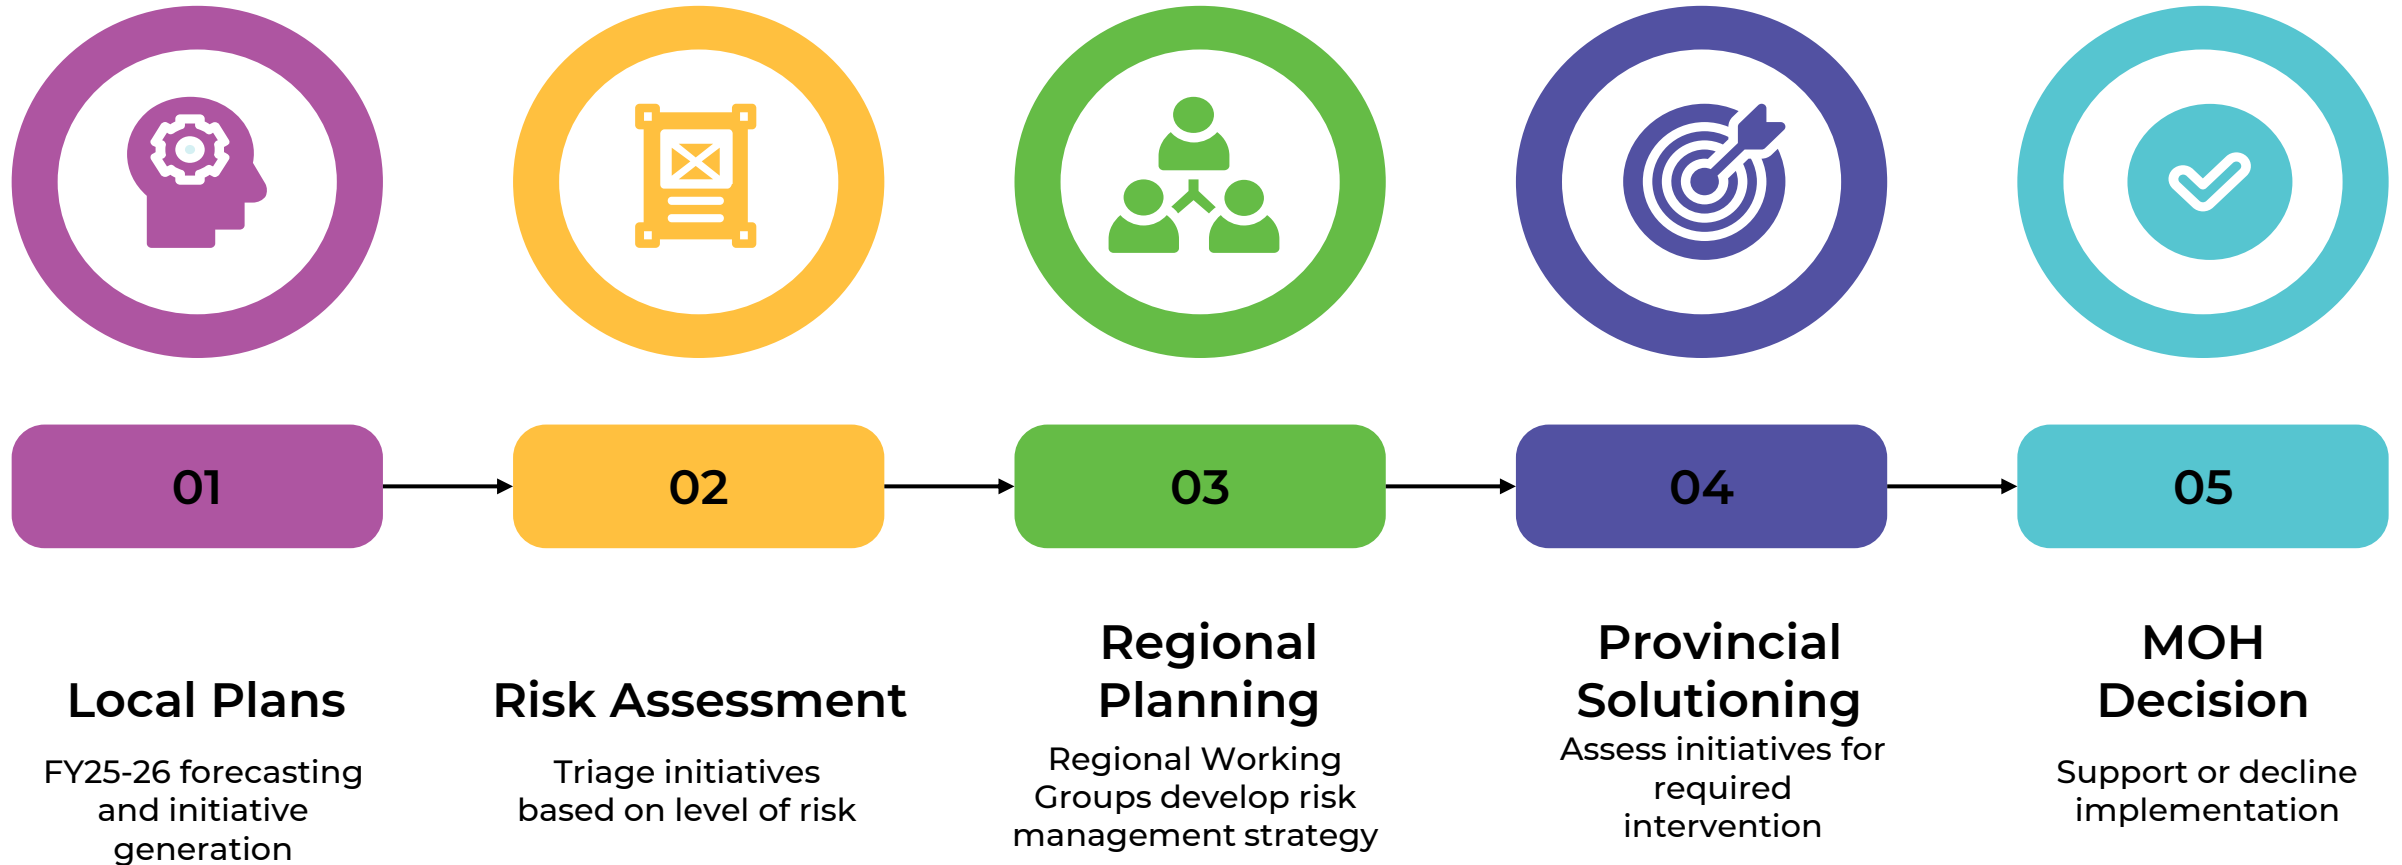 01
02
03
04
05
Local Plans
FY25-26 forecasting
and initiative
generation
Risk Assessment
Triage initiatives
based on level of risk
Regional
Planning
Regional Working
Groups develop risk
management strategy
Provincial
Solutioning
Assess initiatives for
required
intervention
MOH
Decision
Support or decline
implementation